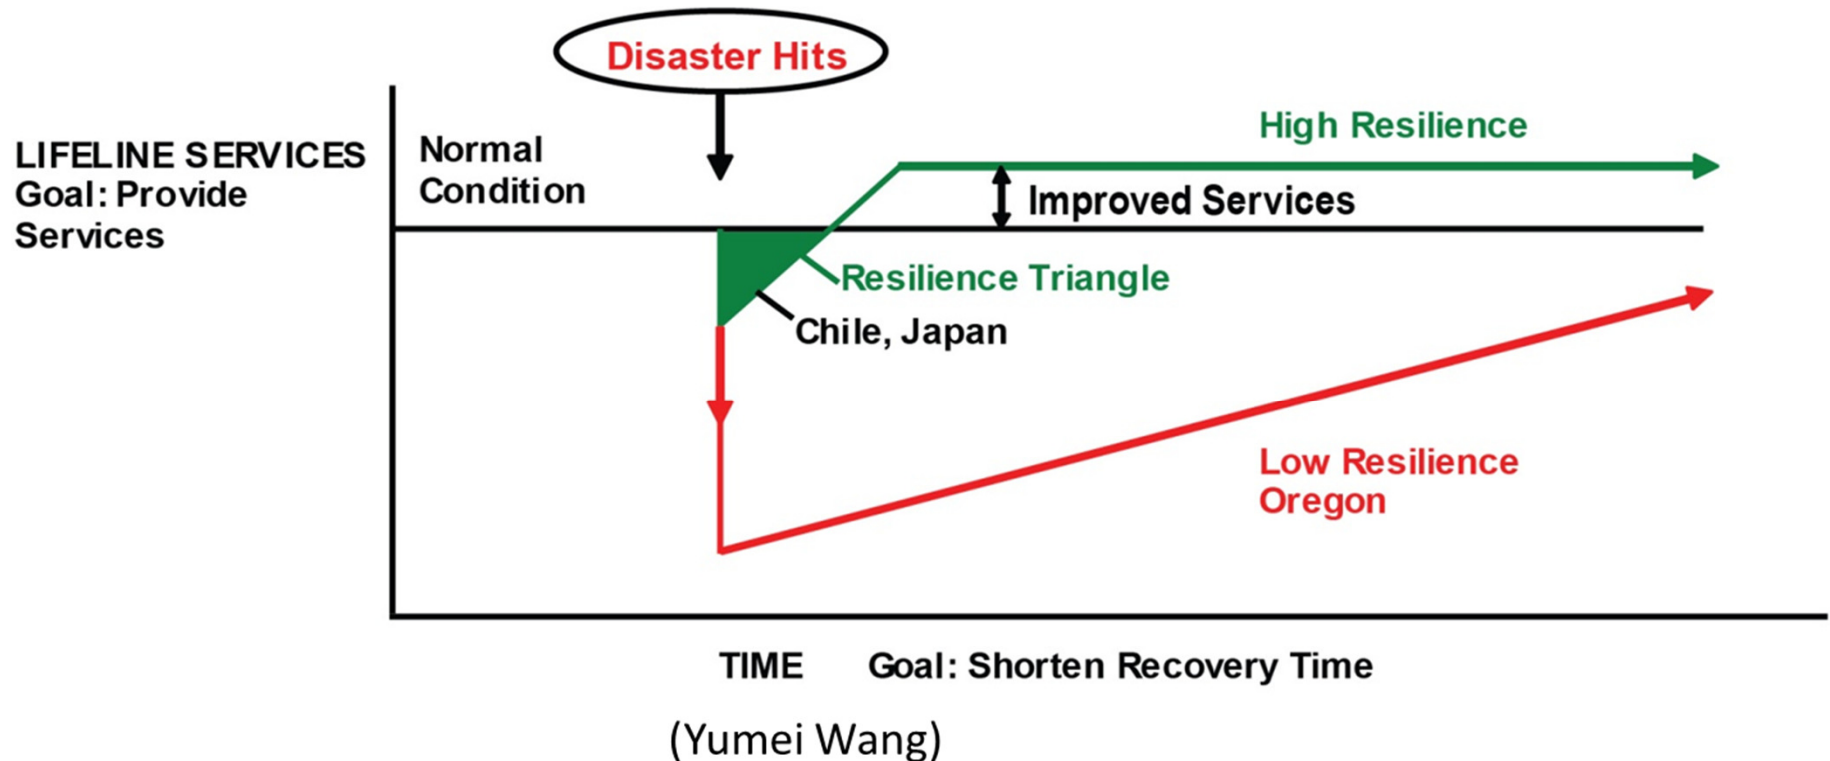 Disaster Hits
LIFELINE SERVICES
Goal: Provide
Services
Normal
Condition
High Resilience
Improved Services
Resilience Triangle
Chile, Japan
Low Resilience
Oregon
TIME Goal: Shorten Recovery Time
(Yumei Wang)